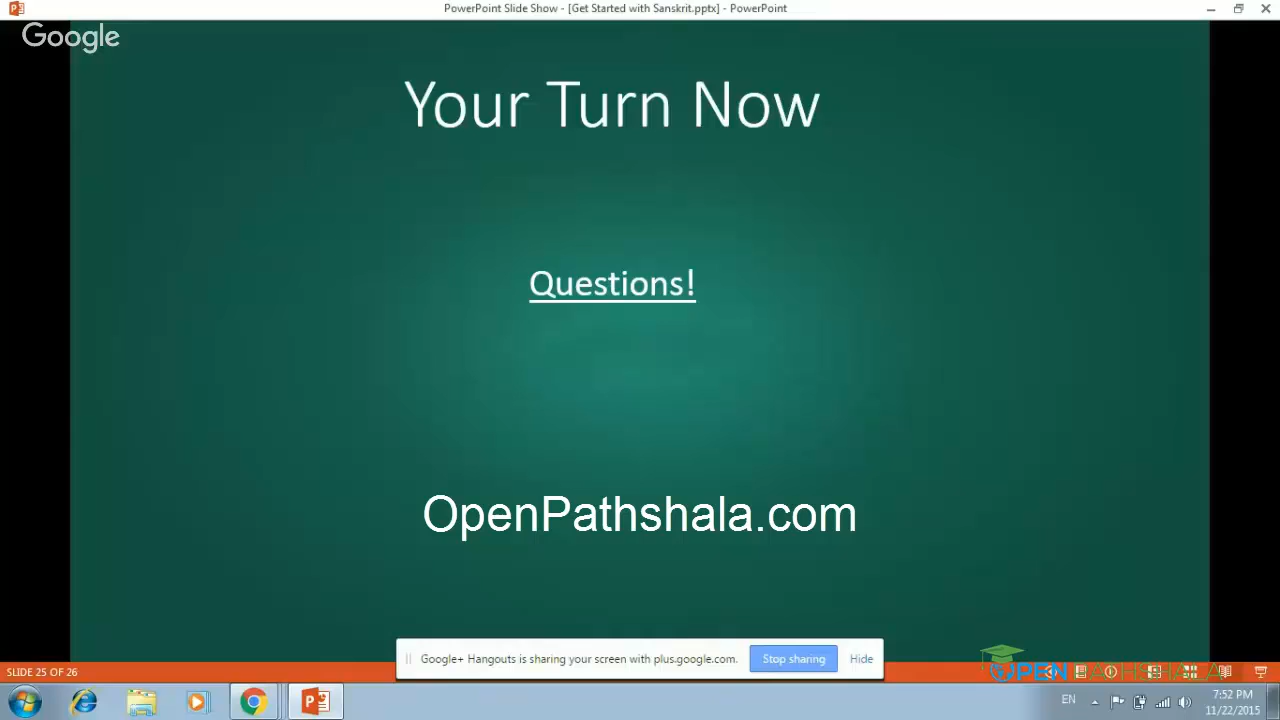 PowerPoint Slide Show - [Get Started with Sanskrit.pptx] - PowerPoint
Google
Your Turn Now
Questions!
OpenPathshala.com
Google+ Hangouts is sharing your screen with plus.google.com.
Stop sharing
Hide
SLIDE 25 OF 26
OPEN PATHSHALA
EN
7:52 PM
11/22/2015